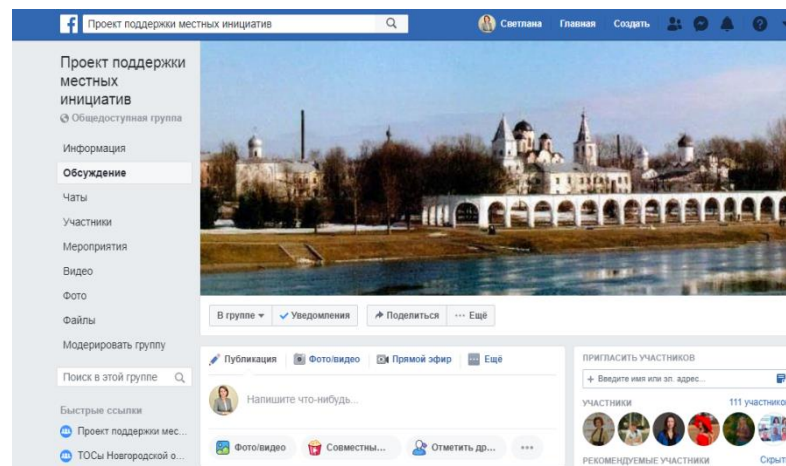 Проект поддержки местных инициатив
Светлана
Главная
Создать
Проект поддержки
местных
инициатив
Общедоступная группа
Информация
Обсуждение
Чаты
Участники
Мероприятия
Видео
Фото
Файлы
Модерировать группу
Поиск в этой группе
Быстрые ссылки
Проект поддержки мес...
ТОСы Новгородской о...
В группе
Уведомления
Поделиться
Ещё
Публикация
Фото/видео
Прямой эфир
Ещё
Напишите что-нибудь...
Фото/видео
Совместны...
Отметить др...
ПРИГЛАСИТЬ УЧАСТНИКОВ
+ Введите имя или эл. адрес...
УЧАСТНИКИ
111 участников
РЕКОМЕНДУЕМЫЕ УЧАСТНИКИ
Скрыть